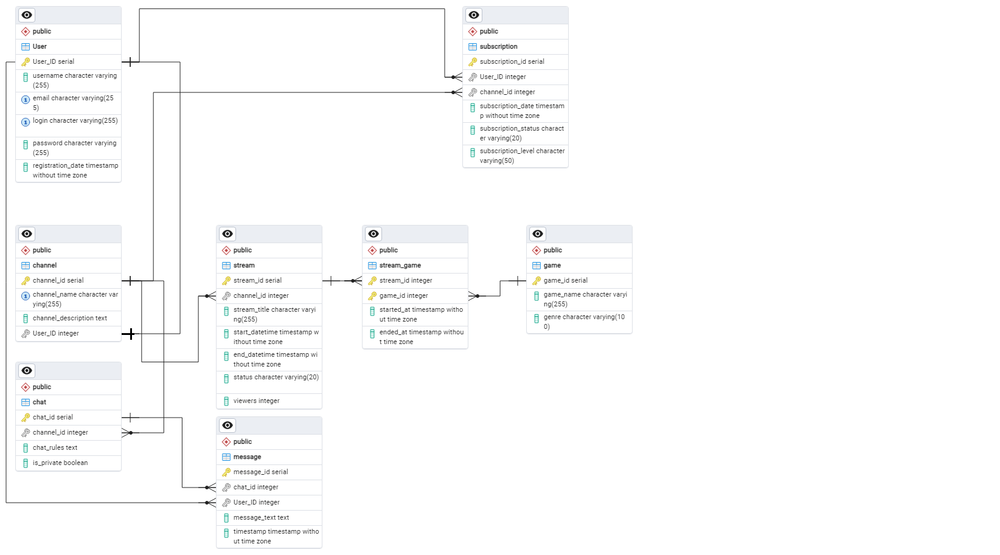 public
User
User_ID serial
username character varying
(255)
email character varying(25
5)
login character varying(255)
password character varying
(255)
registration_date timestamp
without time zone
public
subscription
subscription_id serial
User_ID integer
channel_id integer
subscription_date timestam
p without time zone
subscription_status charact
er varying(20)
subscription_level character
varying(50)
public
channel
channel_id serial
channel_name character var
ying(255)
channel_description text
User_ID integer
public
stream
stream_id serial
channel_id integer
stream_title character varyi
ng(255)
start_datetime timestamp w
ithout time zone
end_datetime timestamp wi
thout time zone
status character varying(20)
viewers integer
public
stream_game
stream_id integer
game_id integer
started_at timestamp witho
ut time zone
ended_at timestamp withou
t time zone
public
game
game_id serial
game_name character varyi
ng(255)
genre character varying(10
0)
public
chat
chat_id serial
channel_id integer
chat_rules text
is_private boolean
public
message
message_id serial
chat_id integer
User_ID integer
message_text text
timestamp timestamp witho
ut time zone